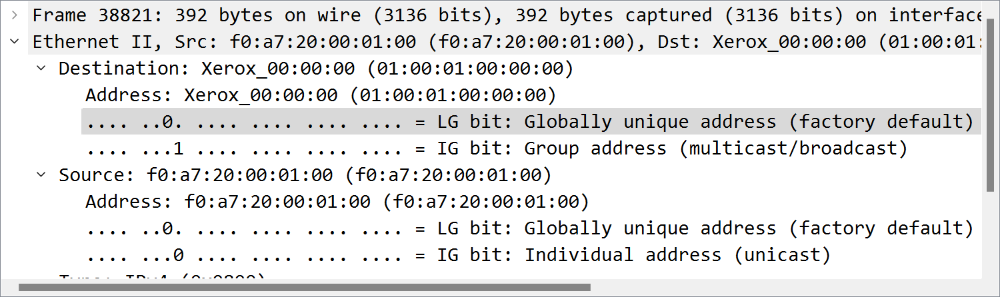 Frame 38821: 392 bytes on wire (3136 bits), 392 bytes captured (3136 bits) on interface
Ethernet II, Src: f0:a7:20:00:01:00 (f0:a7:20:00:01:00), Dst: Xerox_00:00:00 (01:00:01:
Destination: Xerox_00:00:00 (01:00:01:00:00:00)
Address: Xerox_00:00:00 (01:00:01:00:00:00)
.... ..0. .... .... .... .... = LG bit: Globally unique address (factory default)
.... ...1 .... .... .... .... = IG bit: Group address (multicast/broadcast)
Source: f0:a7:20:00:01:00 (f0:a7:20:00:01:00)
Address: f0:a7:20:00:01:00 (f0:a7:20:00:01:00)
.... ..0. .... .... .... .... = LG bit: Globally unique address (factory default)
.... ...0 .... .... .... .... = IG bit: Individual address (unicast)
Type: IPv4 (0x0800)